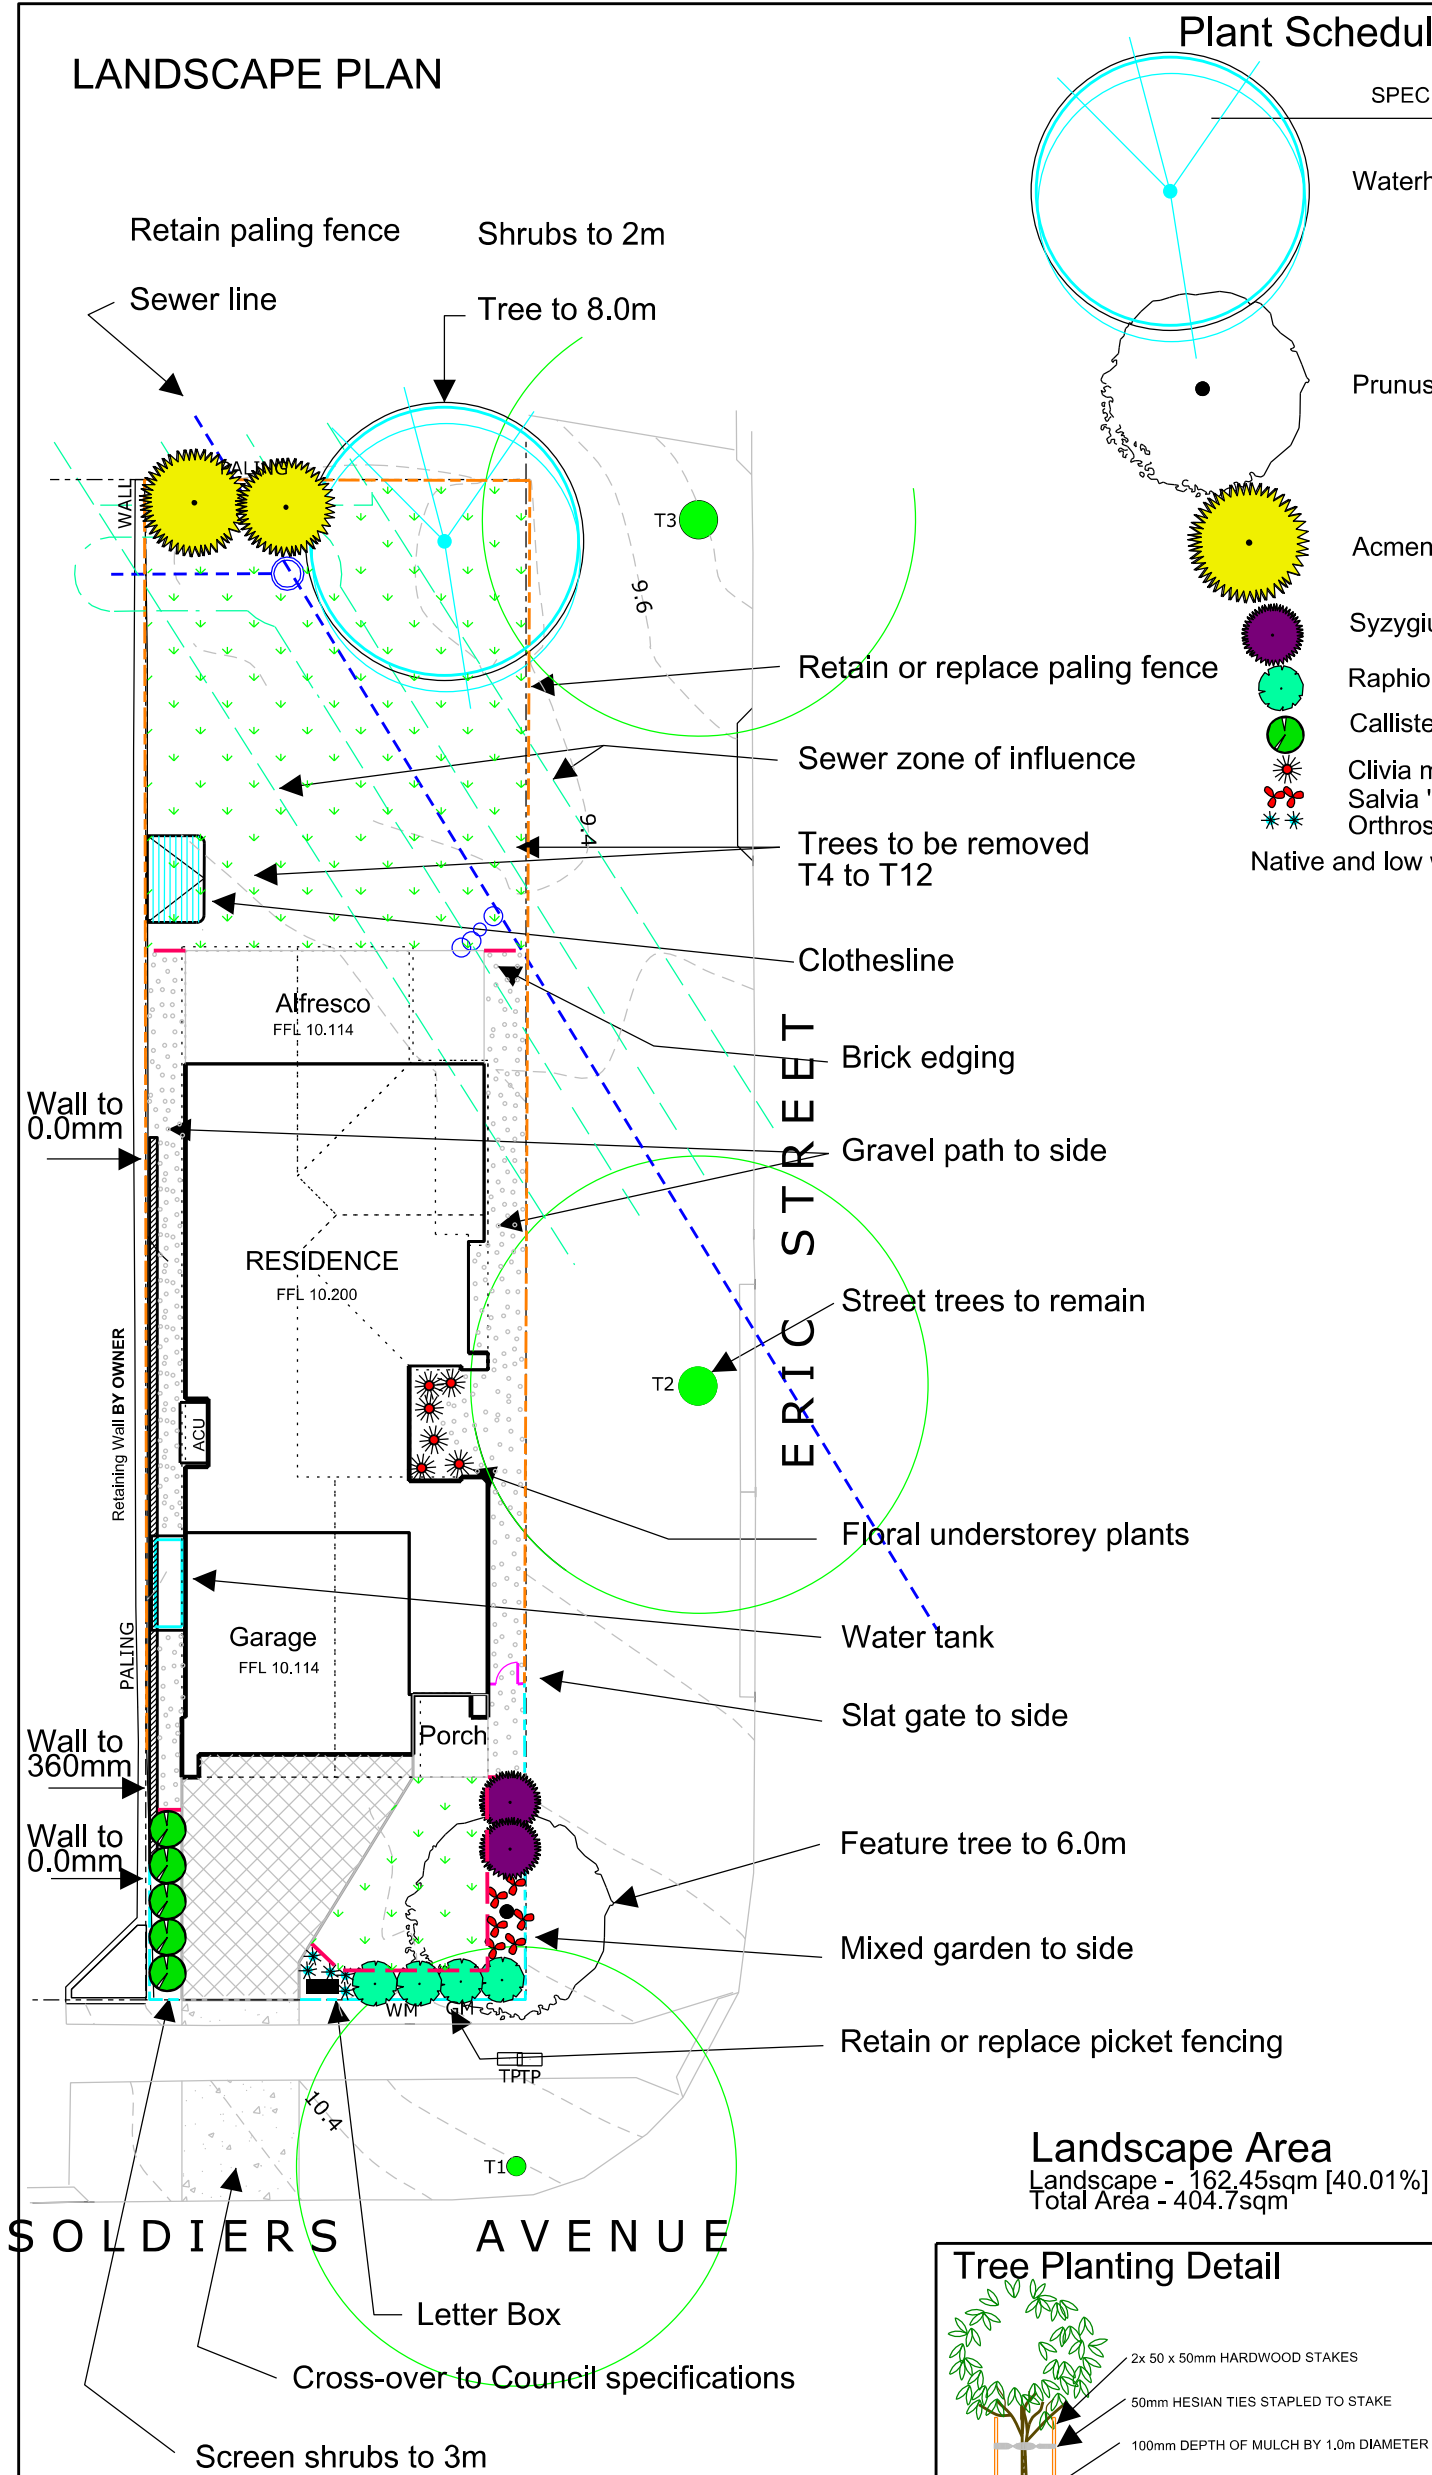 LANDSCAPE PLAN
Plant Schedul
SPEC
Waterh
Prunus
Acmen
Syzygiu
Raphio
Calliste
Clivia m
Salvia '
Orthros
Native and low
Retain paling fence
Shrubs to 2m
Sewer line
Tree to 8.0m
PALING
WALL
T3
9.6
Retain or replace paling fence
Sewer zone of influence
9.4
Trees to be removed
T4 to T12
Clothesline
Alfresco
FFL 10.114
Brick edging
Wall to
0.0mm
Gravel path to side
ERIC STREET
RESIDENCE
FFL 10.200
Street trees to remain
T2
Retaining Wall BY OWNER
ACU
Floral understorey plants
Water tank
Garage
FFL 10.114
PALING
Slat gate to side
Porch
Wall to
360mm
Wall to
0.0mm
Feature tree to 6.0m
Mixed garden to side
WM
GM
Retain or replace picket fencing
TPTP
10.4
T1
Landscape Area
Landscape - 162.45sqm [40.01%]
Total Area - 404.7sqm
SOLDIERS AVENUE
Tree Planting Detail
Letter Box
2x 50 x 50mm HARDWOOD STAKES
Cross-over to Council specifications
50mm HESIAN TIES STAPLED TO STAKE
100mm DEPTH OF MULCH BY 1.0m DIAMETER
Screen shrubs to 3m